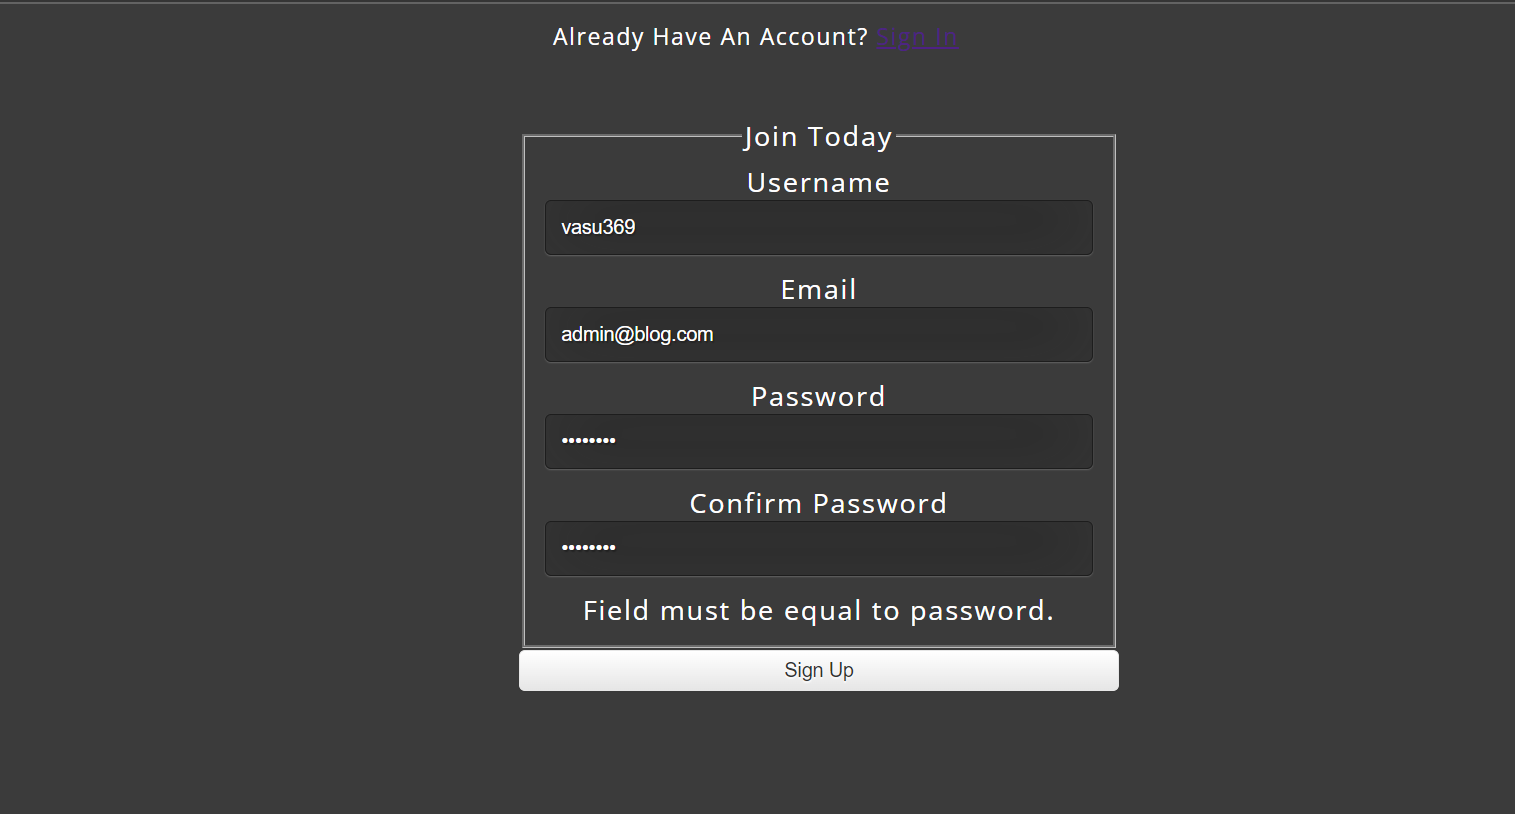 Already Have An Account? Sign In
Join Today
Username
vasu369
Email
admin@blog.com
Password
••••••••
Confirm Password
••••••••
Field must be equal to password.
Sign Up